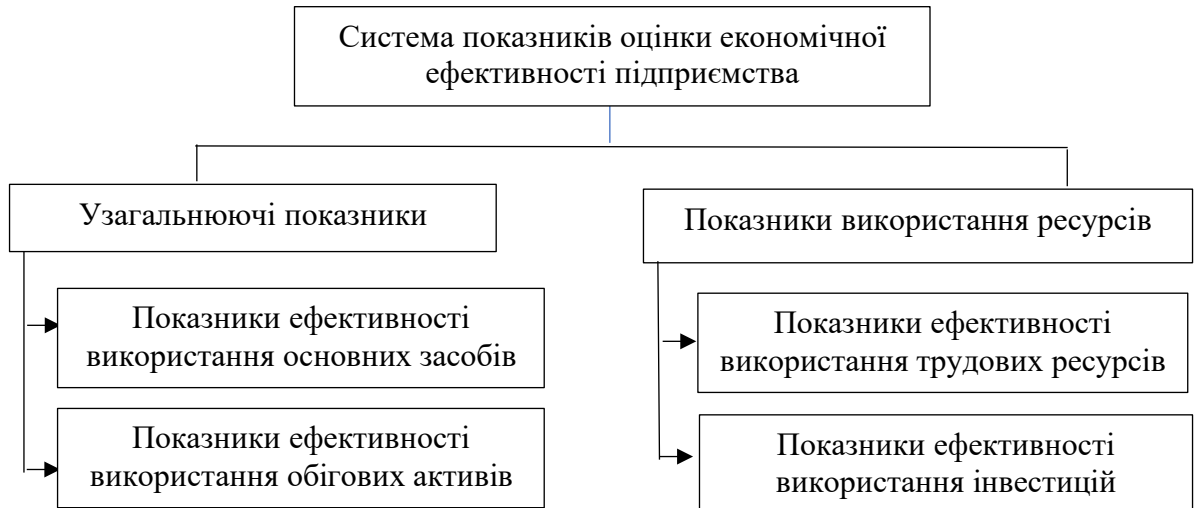 Система показників оцінки економічної
ефективності підприємства
Узагальнюючі показники
Показники використання ресурсів
Показники ефективності
використання основних засобів
Показники ефективності
використання трудових ресурсів
Показники ефективності
використання обігових активів
Показники ефективності
використання інвестицій